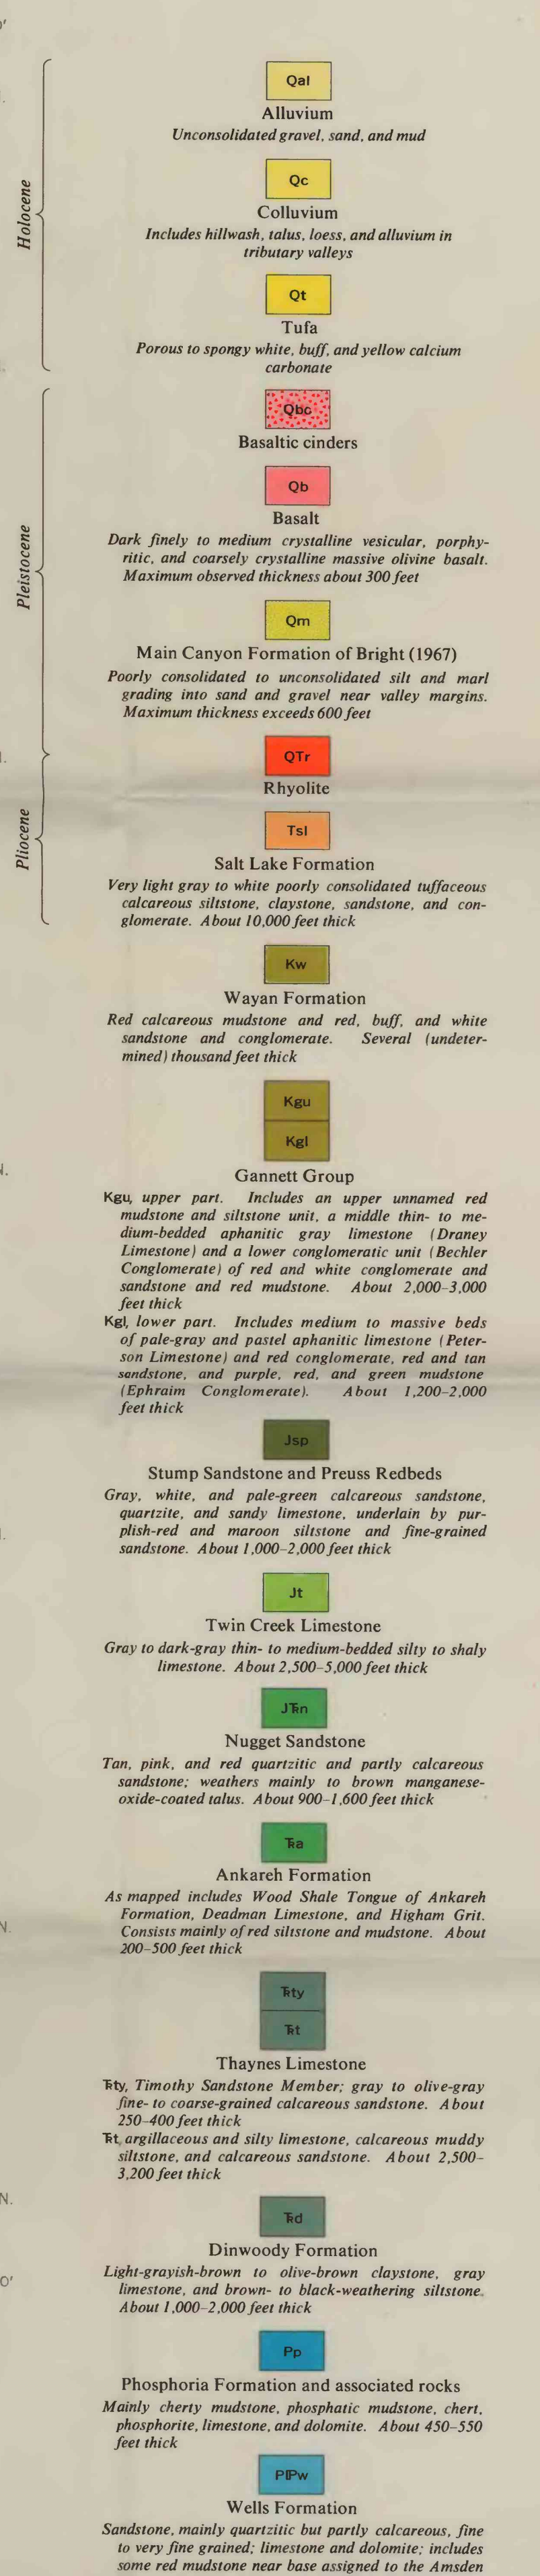 Holocene
Qal
Alluvium
Unconsolidated gravel, sand, and mud
Qc
Colluvium
Includes hillwash, talus, loess, and alluvium in
tributary valleys
Qt
Tufa
Porous to spongy white, buff, and yellow calcium
carbonate
Pleistocene
Qbc
Basaltic cinders
Qb
Basalt
Dark finely to medium crystalline vesicular, porphy-
ritic, and coarsely crystalline massive olivine basalt.
Maximum observed thickness about 300 feet
Qm
Main Canyon Formation of Bright (1967)
Poorly consolidated to unconsolidated silt and marl
grading into sand and gravel near valley margins.
Maximum thickness exceeds 600 feet
QTr
Rhyolite
Pliocene
Tsl
Salt Lake Formation
Very light gray to white poorly consolidated tuffaceous
calcareous siltstone, claystone, sandstone, and con-
glomerate. About 10,000 feet thick
Kw
Wayan Formation
Red calcareous mudstone and red, buff, and white
sandstone and conglomerate. Several (undeter-
mined) thousand feet thick
Kgu
Kgl
Gannett Group
Kgu, upper part. Includes an upper unnamed red
mudstone and siltstone unit, a middle thin- to me-
dium-bedded aphanitic gray limestone (Draney
Limestone) and a lower conglomeratic unit (Bechler
Conglomerate) of red and white conglomerate and
sandstone and red mudstone. About 2,000–3,000
feet thick
Kgl, lower part. Includes medium to massive beds
of pale-gray and pastel aphanitic limestone (Peter-
son Limestone) and red conglomerate, red and tan
sandstone, and purple, red, and green mudstone
(Ephraim Conglomerate). About 1,200–2,000
feet thick
Jsp
Stump Sandstone and Preuss Redbeds
Gray, white, and pale-green calcareous sandstone,
quartzite, and sandy limestone, underlain by pur-
plish-red and maroon siltstone and fine-grained
sandstone. About 1,000–2,000 feet thick
Jt
Twin Creek Limestone
Gray to dark-gray thin- to medium-bedded silty to shaly
limestone. About 2,500–5,000 feet thick
JTRn
Nugget Sandstone
Tan, pink, and red quartzitic and partly calcareous
sandstone; weathers mainly to brown manganese-
oxide-coated talus. About 900–1,600 feet thick
TRa
Ankareh Formation
As mapped includes Wood Shale Tongue of Ankareh
Formation, Deadman Limestone, and Higham Grit.
Consists mainly of red siltstone and mudstone. About
200–500 feet thick
TRty
TRt
Thaynes Limestone
TRty, Timothy Sandstone Member; gray to olive-gray
fine- to coarse-grained calcareous sandstone. About
250–400 feet thick
TRt, argillaceous and silty limestone, calcareous muddy
siltstone, and calcareous sandstone. About 2,500–
3,200 feet thick
TRd
Dinwoody Formation
Light-grayish-brown to olive-brown claystone, gray
limestone, and brown- to black-weathering siltstone.
About 1,000–2,000 feet thick
Pp
Phosphoria Formation and associated rocks
Mainly cherty mudstone, phosphatic mudstone, chert,
phosphorite, limestone, and dolomite. About 450–550
feet thick
PIPw
Wells Formation
Sandstone, mainly quartzitic but partly calcareous, fine
to very fine grained; limestone and dolomite; includes
some red mudstone near base assigned to the Amsden